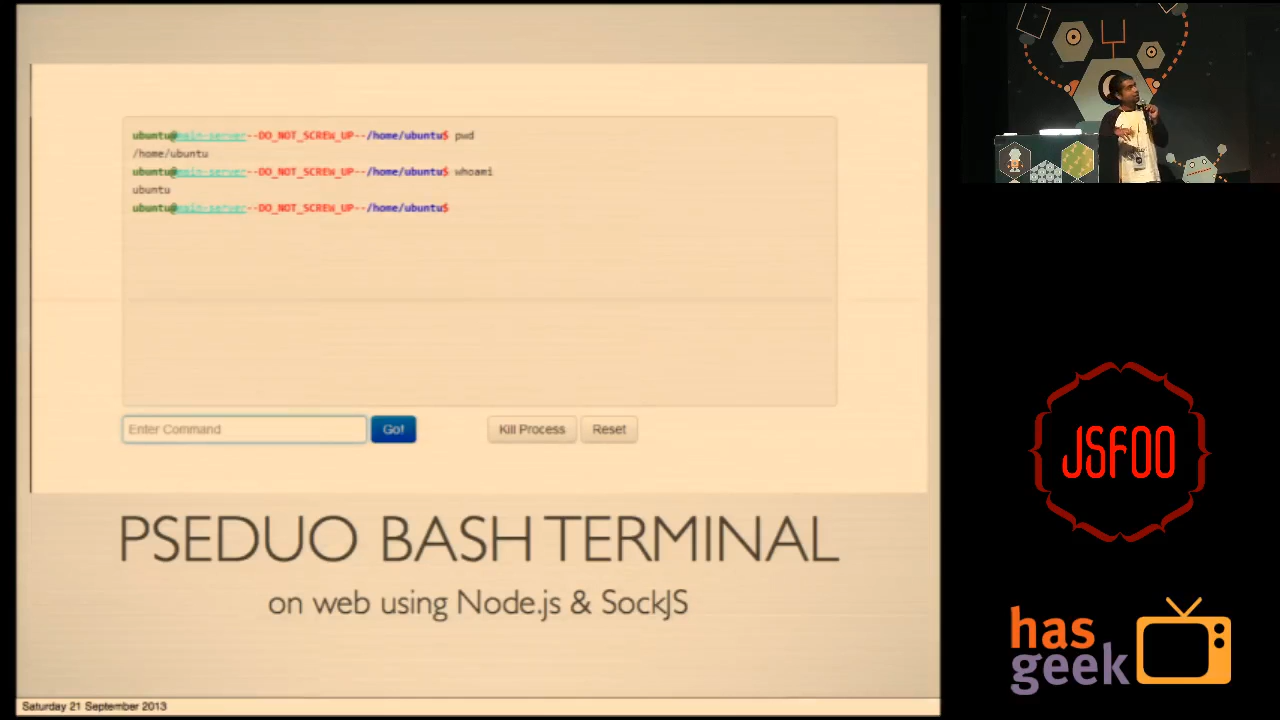 ubuntu@main-server--DO_NOT_SCREW_UP--/home/ubuntu$ pwd
/home/ubuntu
ubuntu@main-server--DO_NOT_SCREW_UP--/home/ubuntu$ whoami
ubuntu
ubuntu@main-server--DO_NOT_SCREW_UP--/home/ubuntu$
Enter Command
Go!
Kill Process
Reset
PSEDUO BASH TERMINAL
on web using Node.js & SockJS
Saturday 21 September 2013
JSFOO
has
geek